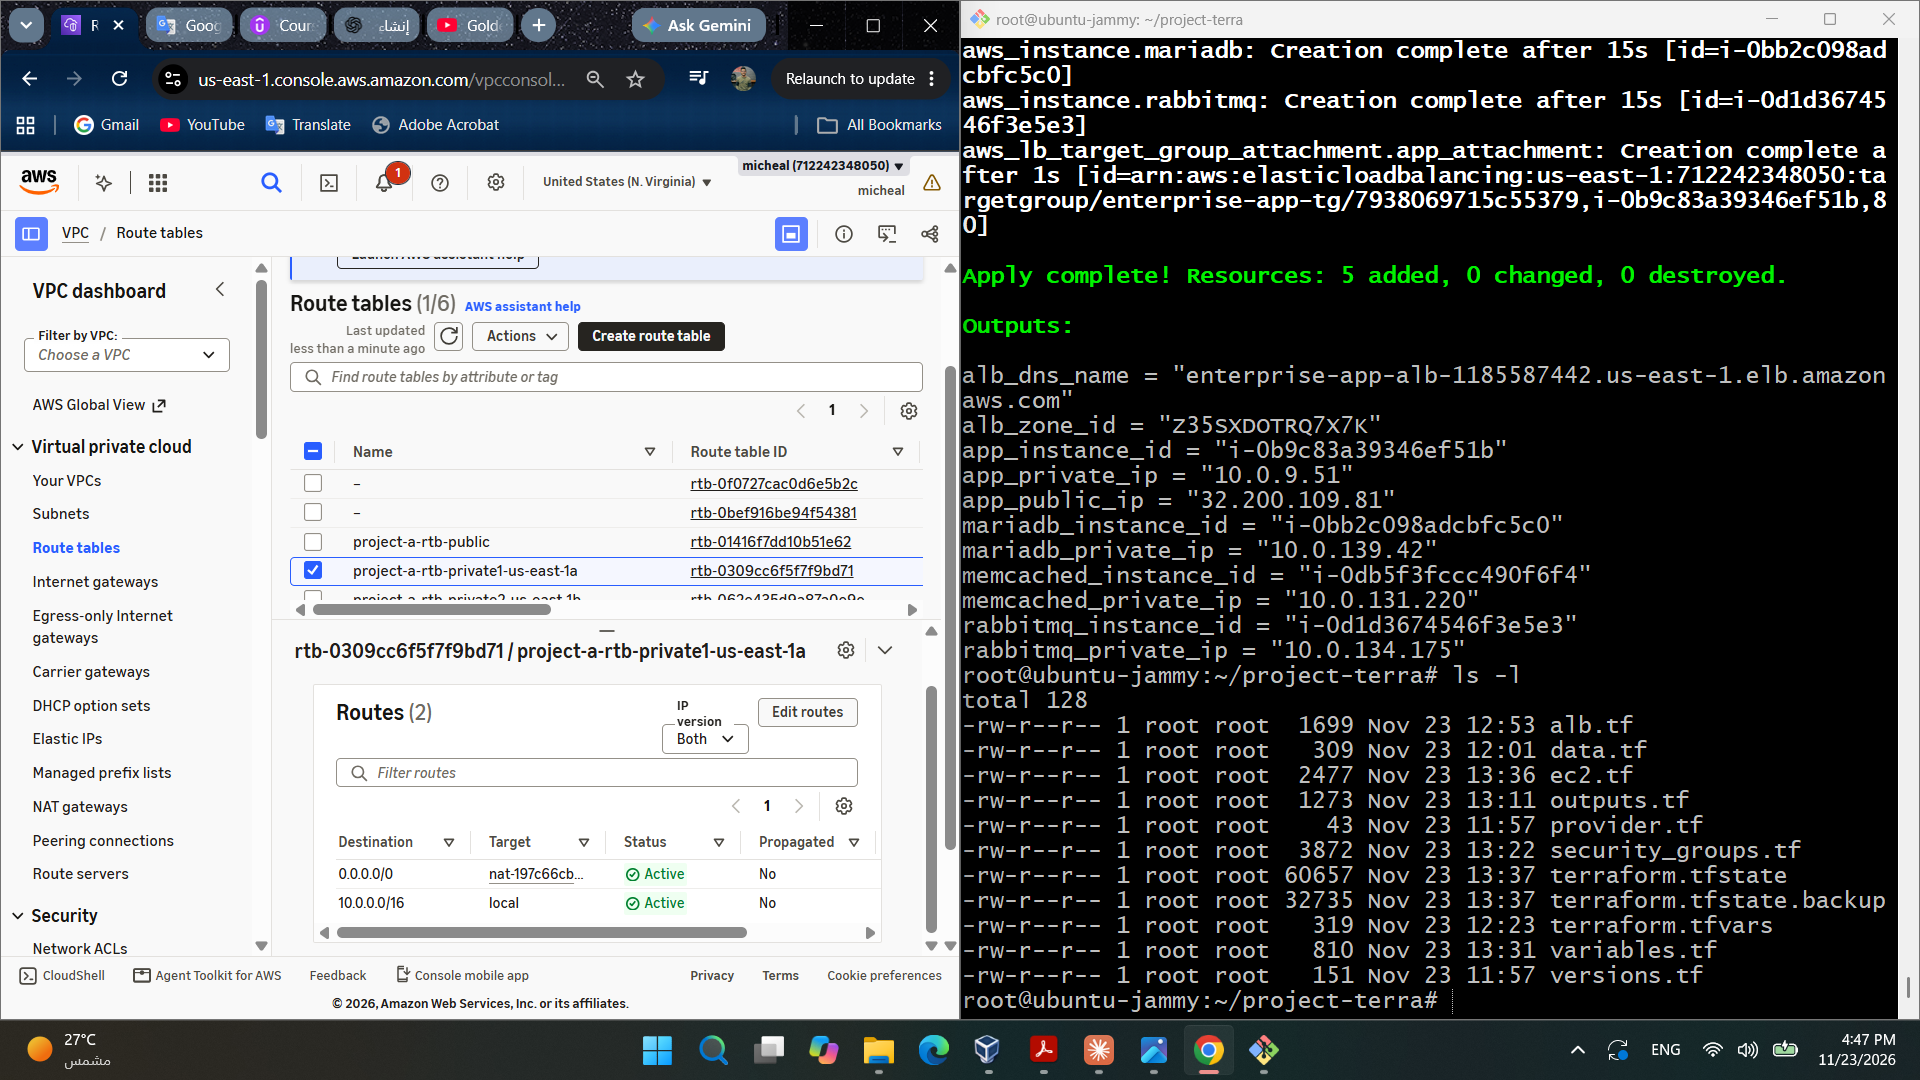 R
Goog
Cour
إنشاء
Gold
Ask Gemini
us-east-1.console.aws.amazon.com/vpcconsol...
Relaunch to update
Gmail
YouTube
Translate
Adobe Acrobat
All Bookmarks
aws
1
United States (N. Virginia)
micheal (712242348050)
micheal
VPC / Route tables
VPC dashboard
Filter by VPC:
Choose a VPC
AWS Global View
Virtual private cloud
Your VPCs
Subnets
Route tables
Internet gateways
Egress-only Internet
gateways
Carrier gateways
DHCP option sets
Elastic IPs
Managed prefix lists
NAT gateways
Peering connections
Route servers
Security
Network ACLs
Launch AWS assistant help
Route tables (1/6) AWS assistant help
Last updated
less than a minute ago
Actions
Create route table
Find route tables by attribute or tag
1
Name Route table ID
– rtb-0f0727cac0d6e5b2c
– rtb-0bef916be94f54381
project-a-rtb-public rtb-01416f7dd10b51e62
project-a-rtb-private1-us-east-1a rtb-0309cc6f5f7f9bd71
project-a-rtb-private2-us-east-1b
rtb-0309cc6f5f7f9bd71 / project-a-rtb-private1-us-east-1a
Routes (2)
IP
version
Both
Edit routes
Filter routes
1
Destination Target Status Propagated
0.0.0.0/0 nat-197c66cb... Active No
10.0.0.0/16 local Active No
CloudShell Agent Toolkit for AWS Feedback Console mobile app Privacy Terms Cookie preferences
© 2026, Amazon Web Services, Inc. or its affiliates.
root@ubuntu-jammy: ~/project-terra
aws_instance.mariadb: Creation complete after 15s [id=i-0bb2c098ad
cbfc5c0]
aws_instance.rabbitmq: Creation complete after 15s [id=i-0d1d36745
46f3e5e3]
aws_lb_target_group_attachment.app_attachment: Creation complete a
fter 1s [id=arn:aws:elasticloadbalancing:us-east-1:712242348050:ta
rgetgroup/enterprise-app-tg/7938069715c55379,i-0b9c83a39346ef51b,8
0]
Apply complete! Resources: 5 added, 0 changed, 0 destroyed.
Outputs:
alb_dns_name = "enterprise-app-alb-1185587442.us-east-1.elb.amazon
aws.com"
alb_zone_id = "Z35SXDOTRQ7X7K"
app_instance_id = "i-0b9c83a39346ef51b"
app_private_ip = "10.0.9.51"
app_public_ip = "32.200.109.81"
mariadb_instance_id = "i-0bb2c098adcbfc5c0"
mariadb_private_ip = "10.0.139.42"
memcached_instance_id = "i-0db5f3fccc490f6f4"
memcached_private_ip = "10.0.131.220"
rabbitmq_instance_id = "i-0d1d3674546f3e5e3"
rabbitmq_private_ip = "10.0.134.175"
root@ubuntu-jammy:~/project-terra# ls -l
total 128
-rw-r--r-- 1 root root 1699 Nov 23 12:53 alb.tf
-rw-r--r-- 1 root root 309 Nov 23 12:01 data.tf
-rw-r--r-- 1 root root 2477 Nov 23 13:36 ec2.tf
-rw-r--r-- 1 root root 1273 Nov 23 13:11 outputs.tf
-rw-r--r-- 1 root root 43 Nov 23 11:57 provider.tf
-rw-r--r-- 1 root root 3872 Nov 23 13:22 security_groups.tf
-rw-r--r-- 1 root root 60657 Nov 23 13:37 terraform.tfstate
-rw-r--r-- 1 root root 32735 Nov 23 13:37 terraform.tfstate.backup
-rw-r--r-- 1 root root 319 Nov 23 12:23 terraform.tfvars
-rw-r--r-- 1 root root 810 Nov 23 13:31 variables.tf
-rw-r--r-- 1 root root 151 Nov 23 11:57 versions.tf
root@ubuntu-jammy:~/project-terra#
27°C
مشمس
ENG
4:47 PM
11/23/2026